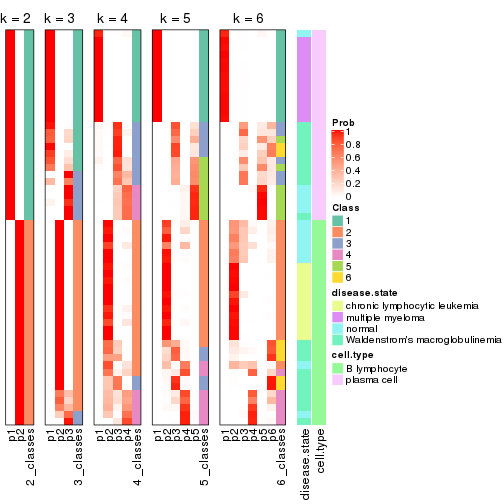 k = 2 k = 3 k = 4 k = 5 k = 6
Prob
1
0.8
0.6
0.4
0.2
0
Class
1
2
3
4
5
6
disease.state
chronic lymphocytic leukemia
multiple myeloma
normal
Waldenstrom's macroglobulinemia
cell.type
B lymphocyte
plasma cell
p1 p2 2_classes p1 p2 p3 3_classes p1 p2 p3 p4 4_classes p1 p2 p3 p4 p5 5_classes p1 p2 p3 p4 p5 p6 6_classes disease.state cell.type